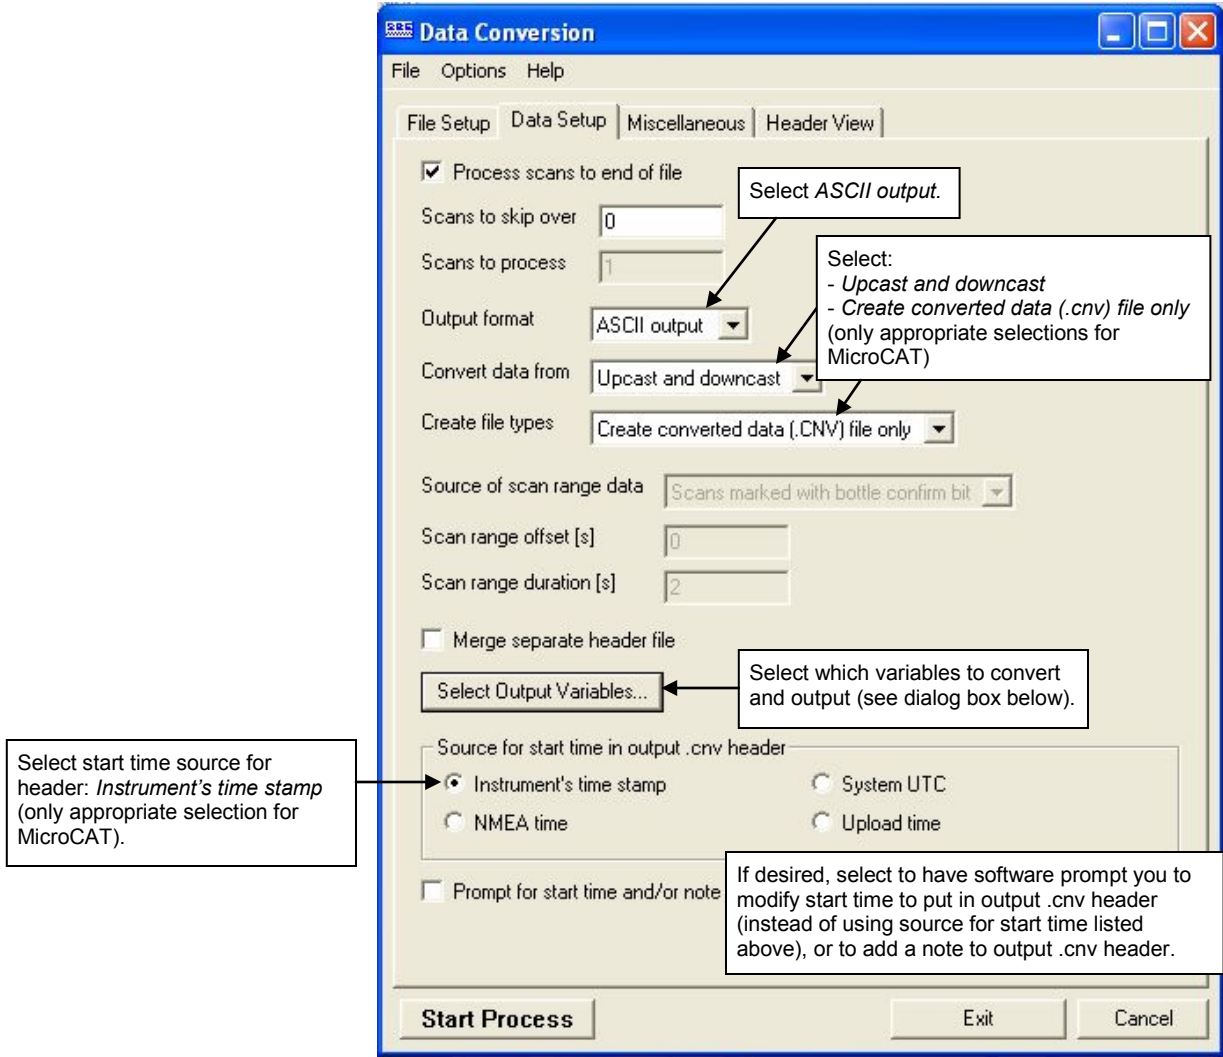 Data Conversion
File Options Help
File Setup Data Setup Miscellaneous Header View
Process scans to end of file
Select ASCII output.
Scans to skip over 0
Scans to process 1
Select:
- Upcast and downcast
- Create converted data (.cnv) file only
(only appropriate selections for
MicroCAT)
Output format ASCII output
Convert data from Upcast and downcast
Create file types Create converted data (.CNV) file only
Source of scan range data Scans marked with bottle confirm bit
Scan range offset [s] 0
Scan range duration [s] 2
Merge separate header file
Select Output Variables...
Select which variables to convert
and output (see dialog box below).
Source for start time in output .cnv header
Select start time source for
header: Instrument's time stamp
(only appropriate selection for
MicroCAT).
Instrument's time stamp System UTC
NMEA time Upload time
Prompt for start time and/or note
If desired, select to have software prompt you to
modify start time to put in output .cnv header
(instead of using source for start time listed
above), or to add a note to output .cnv header.
Start Process Exit Cancel